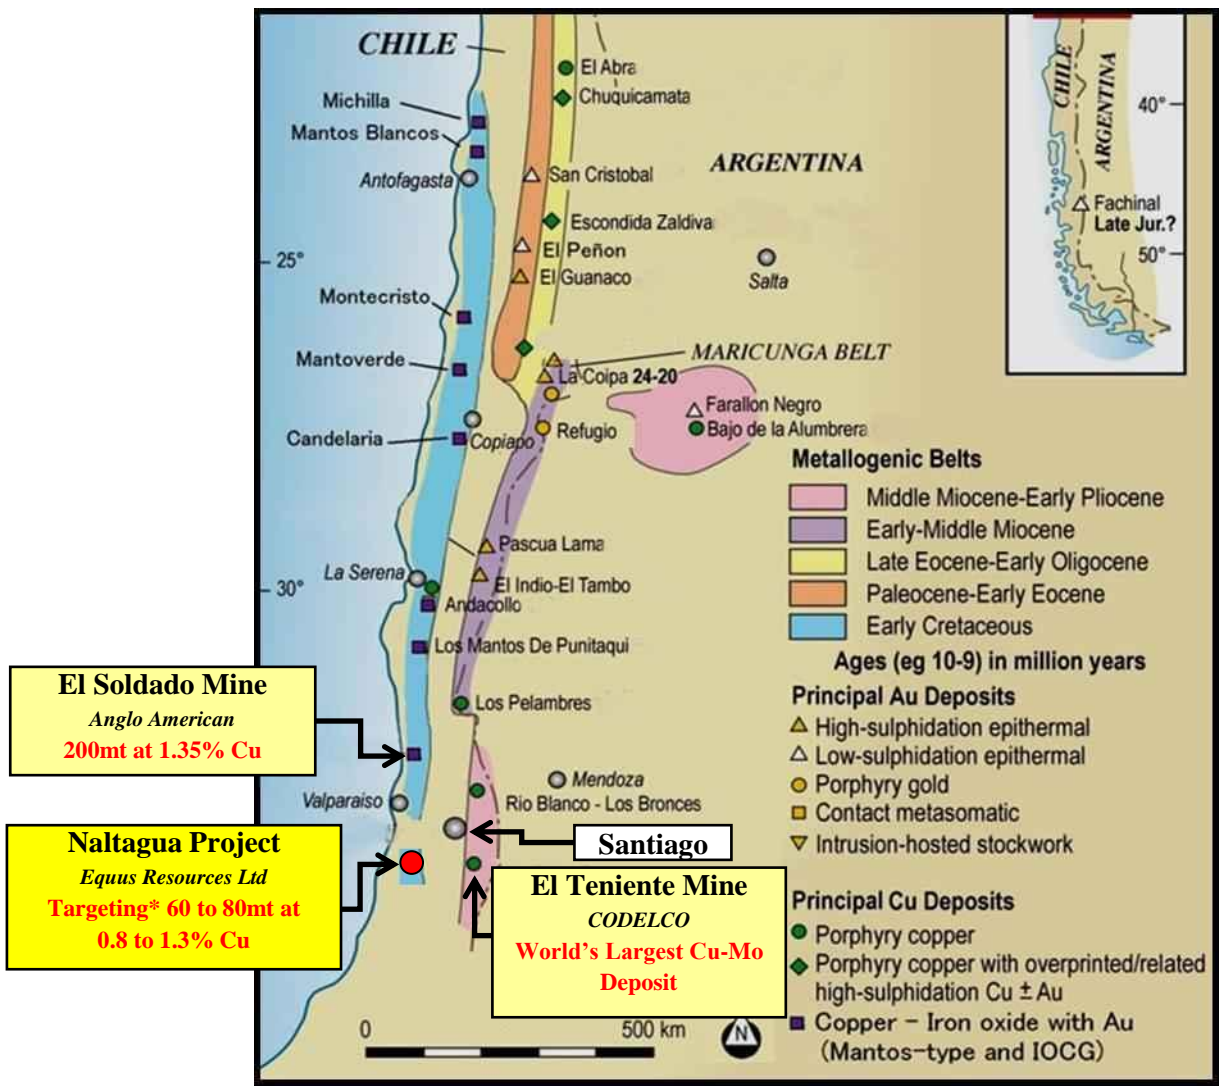 CHILE
El Abra
Chuquicamata
Michilla
Mantos Blancos
Antofagasta
San Cristobal
ARGENTINA
Escondida Zaldiva
El Peñon
El Guanaco
25°
Salta
Montecristo
Mantoverde
MARICUNGA BELT
La Coipa 24-20
Candelaria
Copiapo
Refugio
Farallon Negro
Bajo de la Alumbrera
Pascua Lama
La Serena
El Indio-El Tambo
30°
Andacollo
Los Mantos De Punitaqui
Los Pelambres
Mendoza
Rio Blanco - Los Bronces
Valparaiso
CHILE
ARGENTINA
40°
Fachinal
Late Jur.?
50°
El Soldado Mine
Anglo American
200mt at 1.35% Cu
Naltagua Project
Equus Resources Ltd
Targeting* 60 to 80mt at
0.8 to 1.3% Cu
Santiago
El Teniente Mine
CODELCO
World's Largest Cu-Mo
Deposit
Metallogenic Belts
Middle Miocene-Early Pliocene
Early-Middle Miocene
Late Eocene-Early Oligocene
Paleocene-Early Eocene
Early Cretaceous
Ages (eg 10-9) in million years
Principal Au Deposits
High-sulphidation epithermal
Low-sulphidation epithermal
Porphyry gold
Contact metasomatic
Intrusion-hosted stockwork
Principal Cu Deposits
Porphyry copper
Porphyry copper with overprinted/related
high-sulphidation Cu ± Au
Copper - Iron oxide with Au
(Mantos-type and IOCG)
0 500 km
N